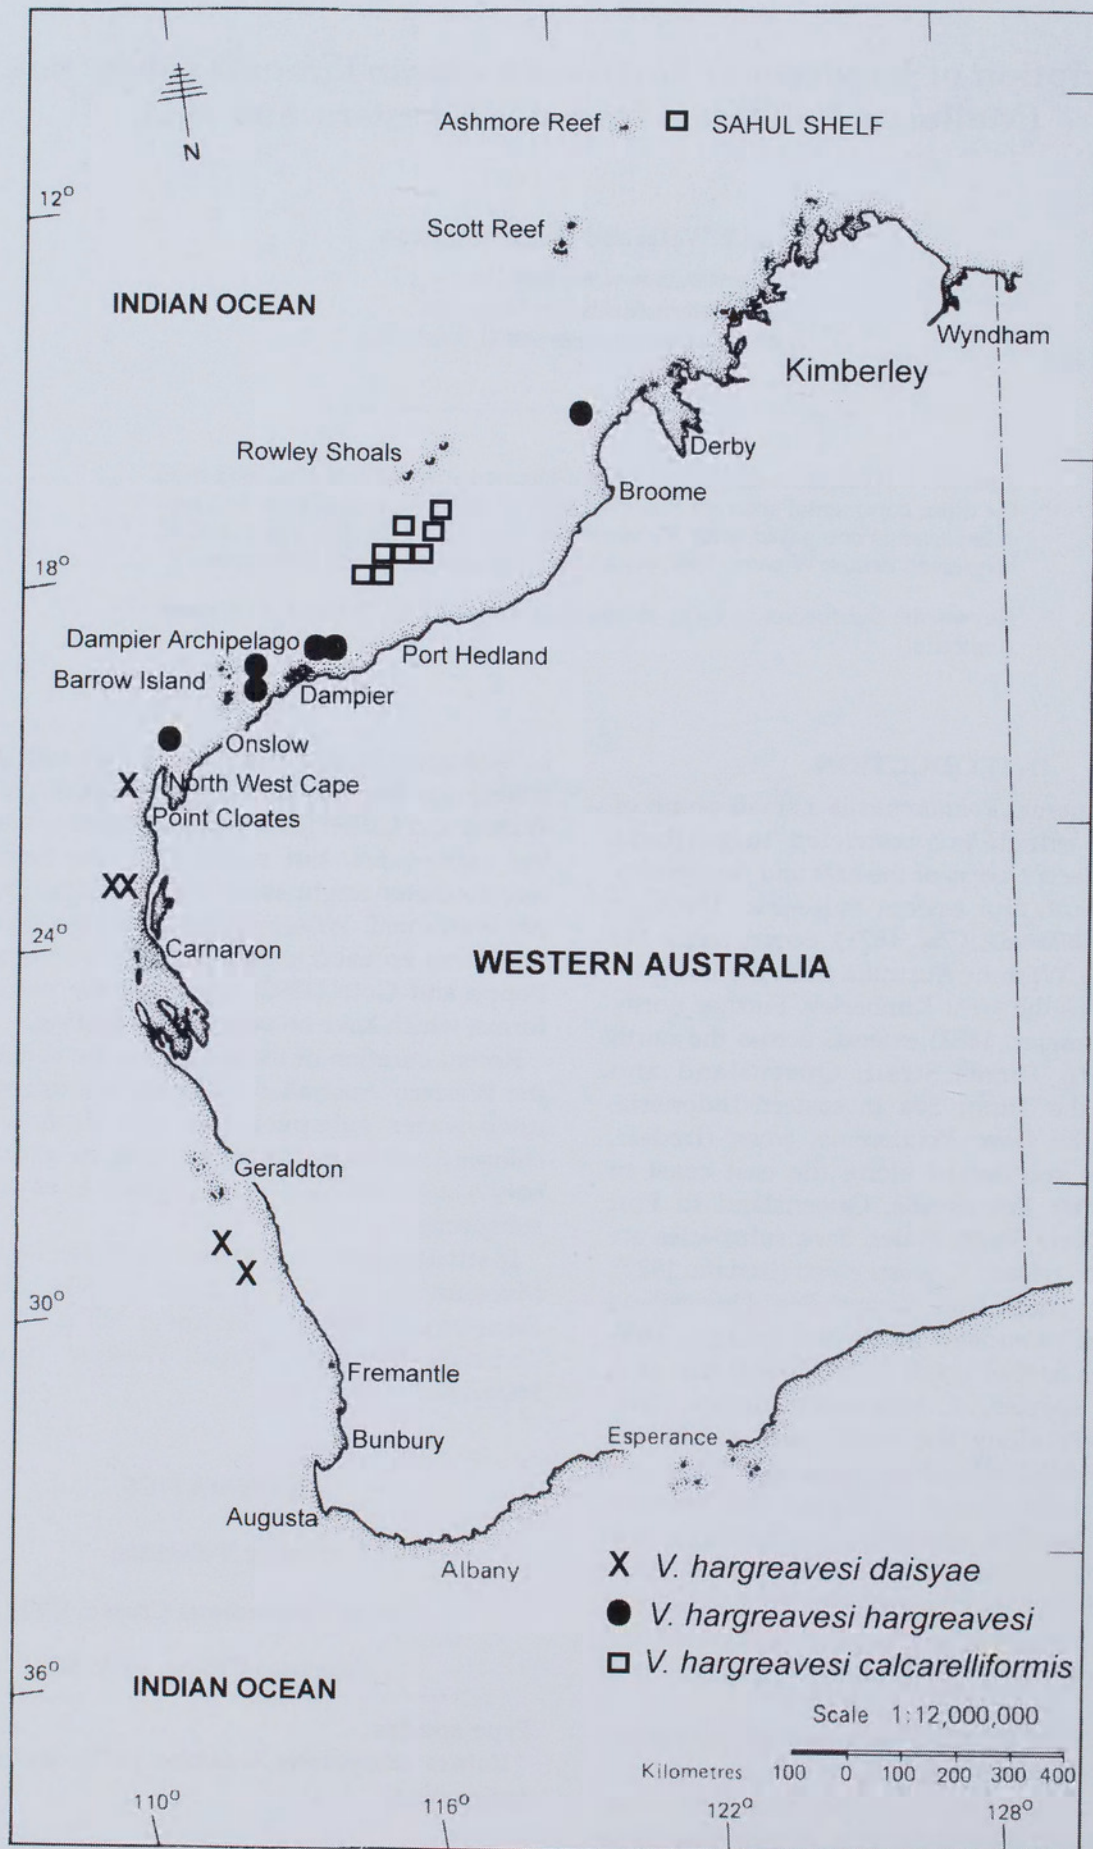 N
Ashmore Reef
SAHUL SHELF
12°
Scott Reef
INDIAN OCEAN
Wyndham
Kimberley
Rowley Shoals
Derby
Broome
18°
Dampier Archipelago
Port Hedland
Barrow Island
Dampier
Onslow
North West Cape
Point Cloates
24°
Carnarvon
WESTERN AUSTRALIA
Geraldton
30°
Fremantle
Bunbury
Esperance
Augusta
Albany
X V. hargreavesi daisyae
V. hargreavesi hargreavesi
V. hargreavesi calcarelliformis
36°
INDIAN OCEAN
Scale 1:12,000,000
Kilometres 100 0 100 200 300 400
110° 116° 122° 128°